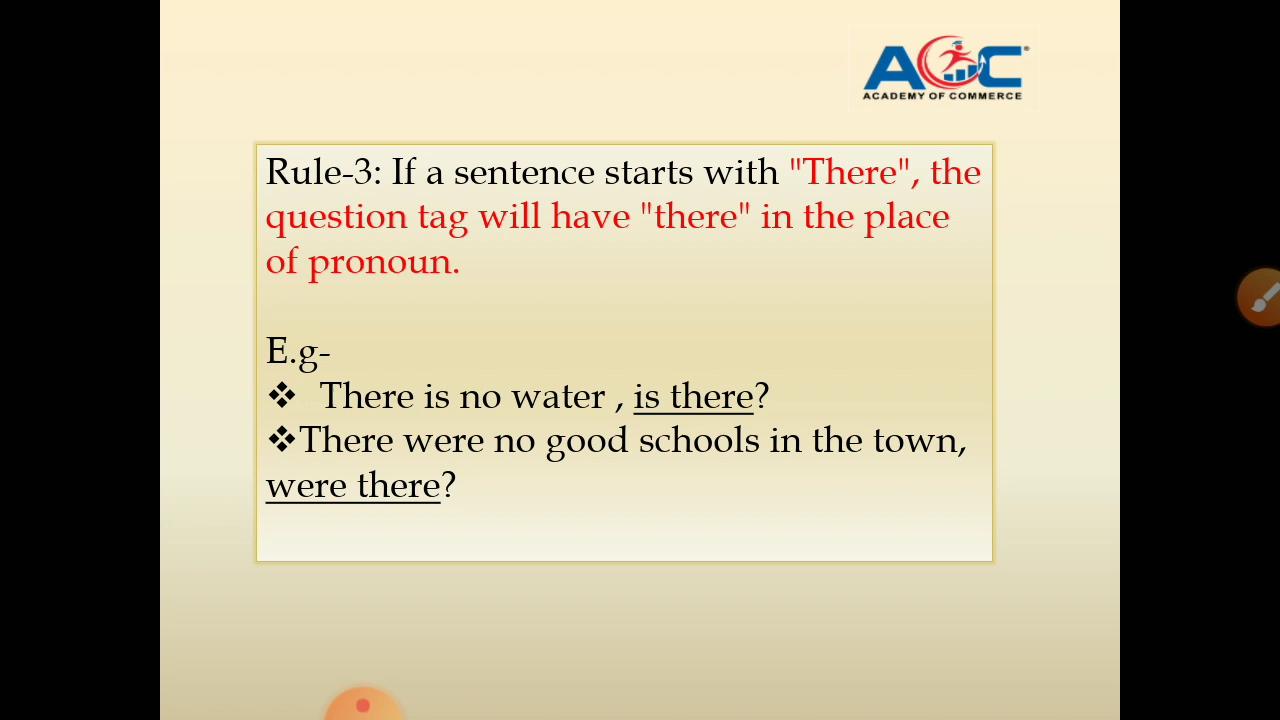 AOC®
ACADEMY OF COMMERCE
Rule-3: If a sentence starts with "There", the
question tag will have "there" in the place
of pronoun.
E.g-
❖ There is no water , is there?
❖There were no good schools in the town,
were there?